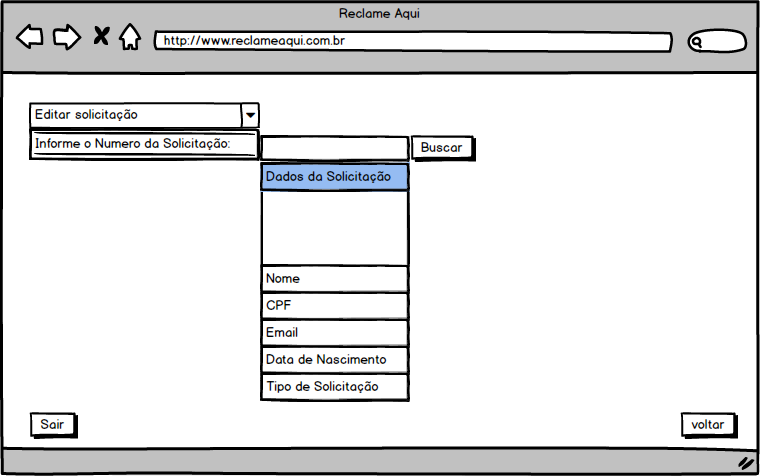 Reclame Aqui
http://www.reclameaqui.com.br
Editar solicitação
Informe o Numero da Solicitação:
Buscar
Dados da Solicitação
Nome
CPF
Email
Data de Nascimento
Tipo de Solicitação
Sair
voltar